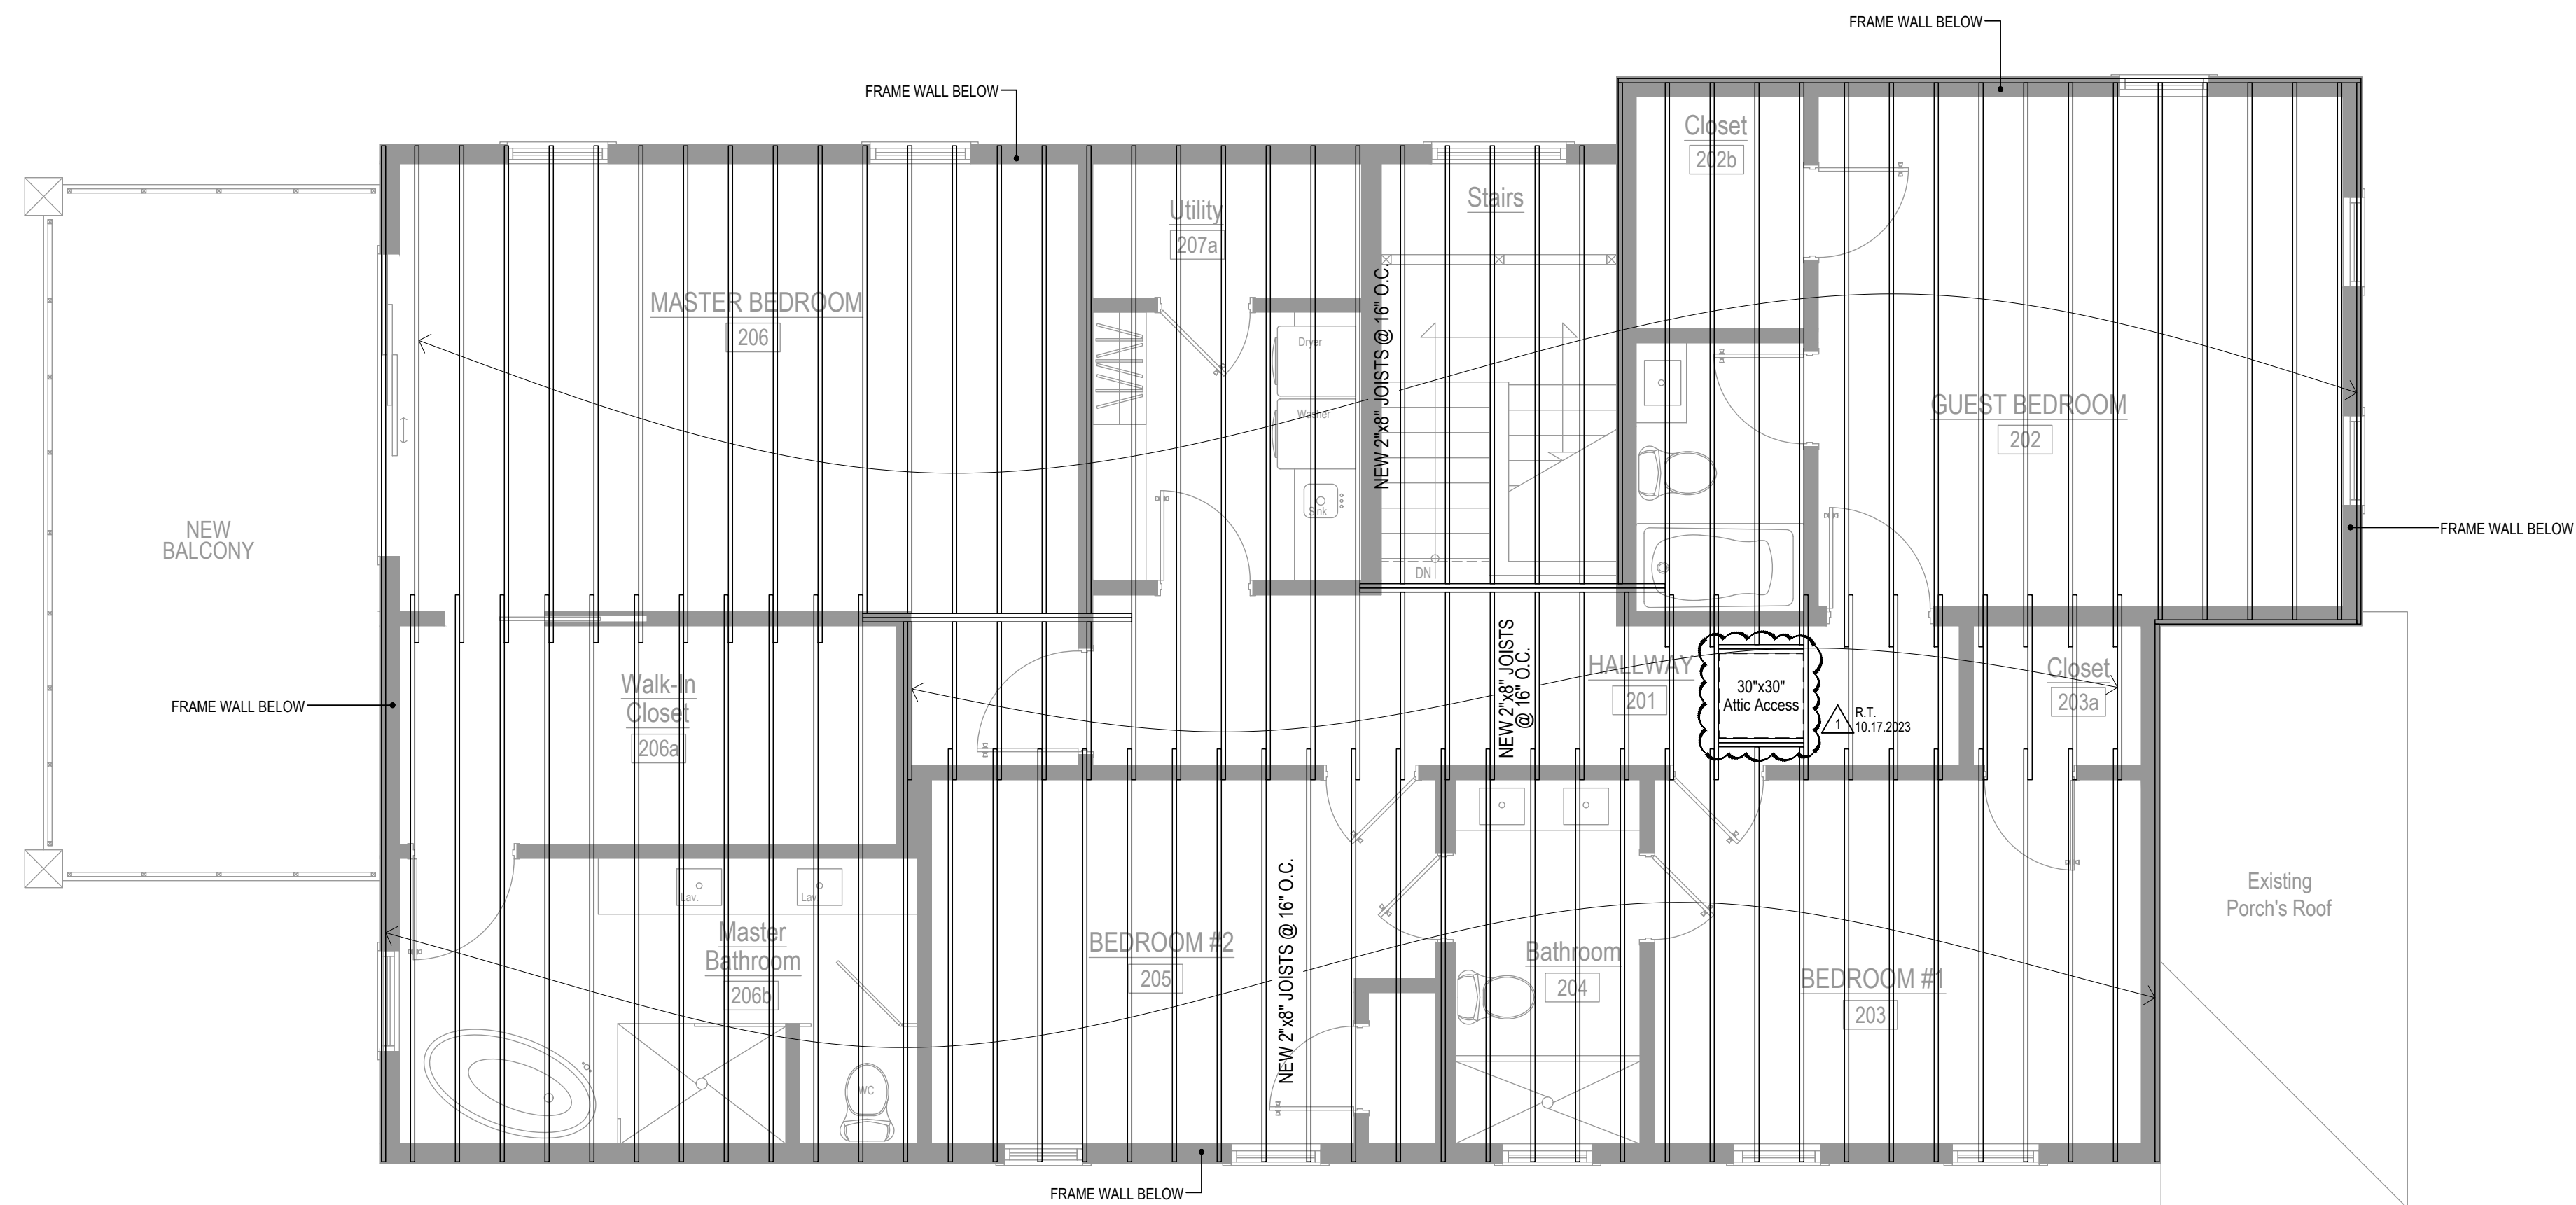 FRAME WALL BELOW
FRAME WALL BELOW
Closet
202b
Stairs
Utility
207a
MASTER BEDROOM
206
Dryer
Washer
Sink
NEW 2"x8" JOISTS @ 16" O.C.
DN
GUEST BEDROOM
202
NEW
BALCONY
FRAME WALL BELOW
Walk-In
Closet
206a
FRAME WALL BELOW
NEW 2"x8" JOISTS
@ 16" O.C.
HALLWAY
201
30"x30"
Attic Access
1
R.T.
10.17.2023
Closet
203a
Lav.
Lav.
Master
Bathroom
206b
WC
BEDROOM #2
205
NEW 2"x8" JOISTS @ 16" O.C.
Bathroom
204
BEDROOM #1
203
Existing
Porch's Roof
FRAME WALL BELOW